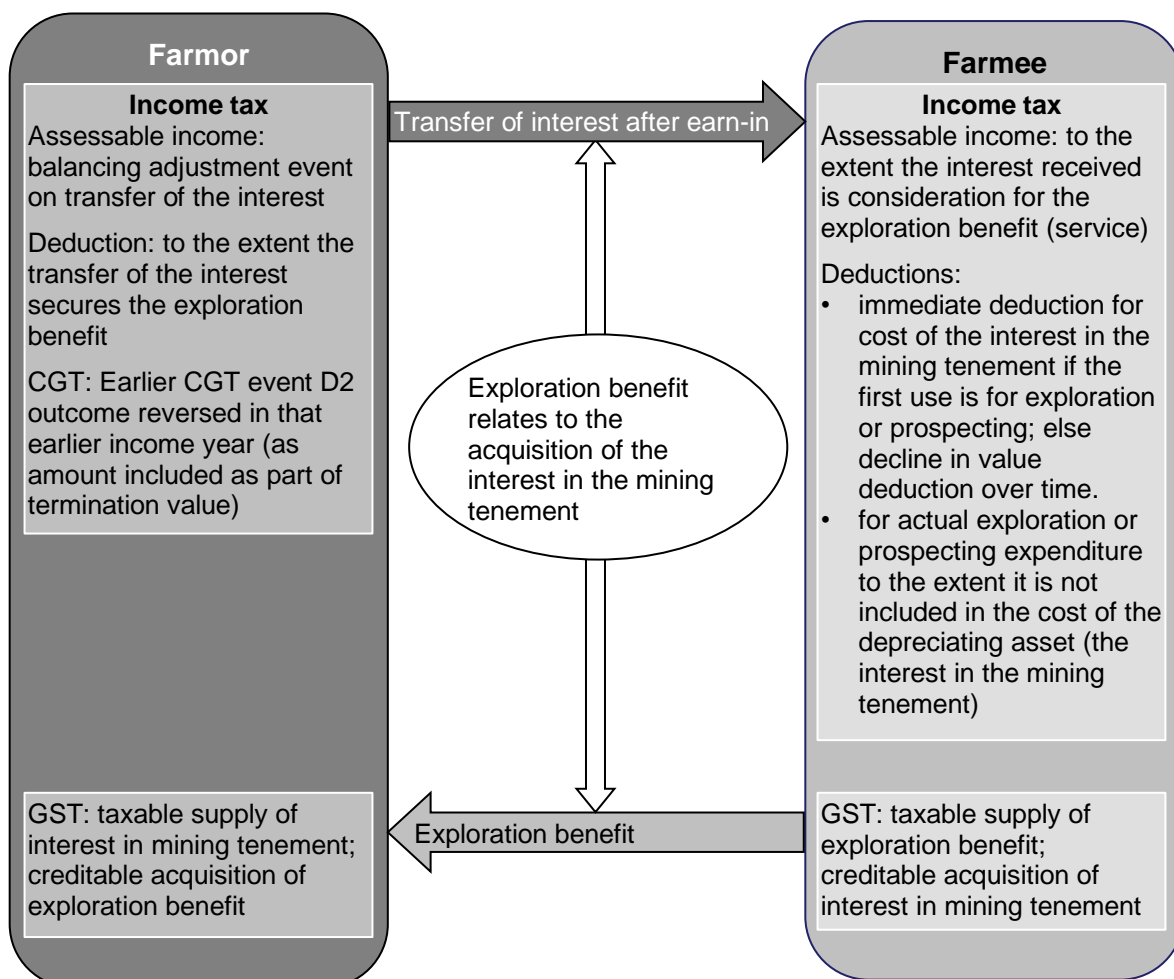 Farmor
Income tax
Assessable income:
balancing adjustment event
on transfer of the interest
Deduction: to the extent the
transfer of the interest
secures the exploration
benefit
CGT: Earlier CGT event D2
outcome reversed in that
earlier income year (as
amount included as part of
termination value)
GST: taxable supply of
interest in mining tenement;
creditable acquisition of
exploration benefit
Transfer of interest after earn-in
Exploration benefit
relates to the
acquisition of the
interest in the mining
tenement
Exploration benefit
Farmee
Income tax
Assessable income: to the
extent the interest received
is consideration for the
exploration benefit (service)
Deductions:
• immediate deduction for
cost of the interest in the
mining tenement if the
first use is for exploration
or prospecting; else
decline in value
deduction over time.
• for actual exploration or
prospecting expenditure
to the extent it is not
included in the cost of the
depreciating asset (the
interest in the mining
tenement)
GST: taxable supply of
exploration benefit;
creditable acquisition of
interest in mining tenement